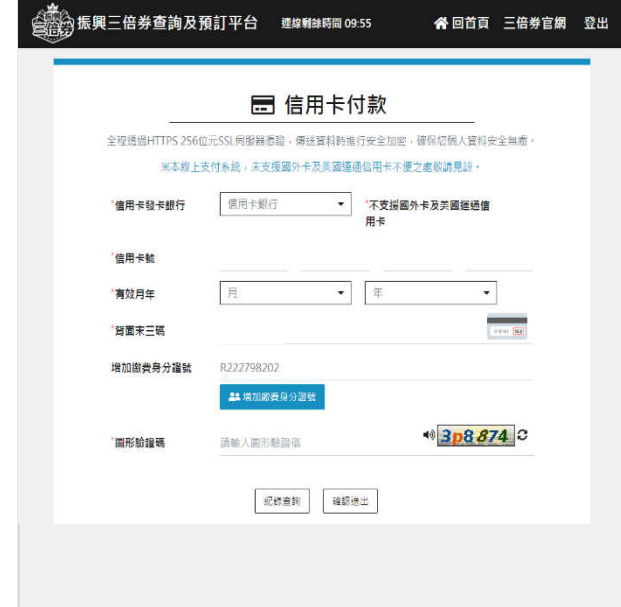 振興三倍券查詢及預訂平台 連線剩餘時間 09:55 回首頁 三倍券官網 登出
信用卡付款
全程透過HTTPS 256位元SSL伺服器憑證，傳送資料時進行安全加密，確保您個人資料安全無慮。
※本線上支付系統，未支援國外卡及美國運通信用卡不便之處敬請見諒。
*信用卡發卡銀行 信用卡銀行 *不支援國外卡及美國運通信
用卡
*信用卡號
*有效月年 月 年
*背面末三碼
增加繳費身分證號 R222798202
增加繳費身分證號
*圖形驗證碼 請輸入圖形驗證碼 3p8874
紀錄查詢 確認送出